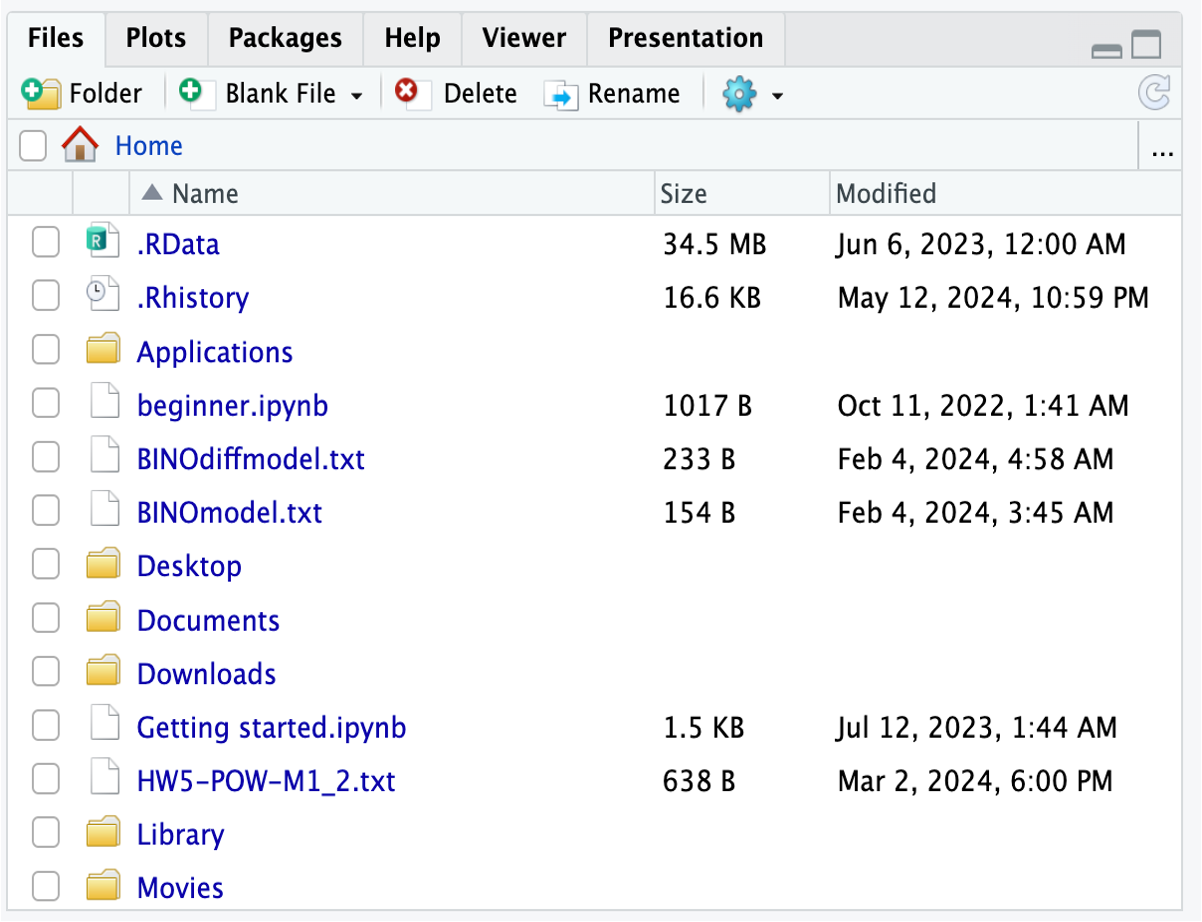 Files Plots Packages Help Viewer Presentation
Folder Blank File Delete Rename
Home ...
Name Size Modified
.RData 34.5 MB Jun 6, 2023, 12:00 AM
.Rhistory 16.6 KB May 12, 2024, 10:59 PM
Applications
beginner.ipynb 1017 B Oct 11, 2022, 1:41 AM
BINOdiffmodel.txt 233 B Feb 4, 2024, 4:58 AM
BINOmodel.txt 154 B Feb 4, 2024, 3:45 AM
Desktop
Documents
Downloads
Getting started.ipynb 1.5 KB Jul 12, 2023, 1:44 AM
HW5-POW-M1_2.txt 638 B Mar 2, 2024, 6:00 PM
Library
Movies